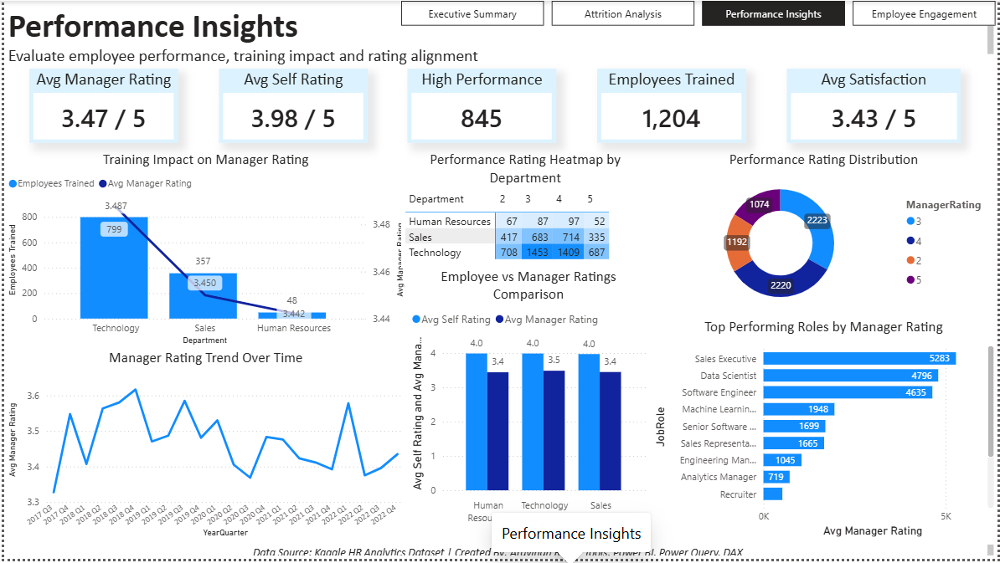 Executive Summary
Attrition Analysis
Performance Insights
Employee Engagement
Performance Insights
Evaluate employee performance, training impact and rating alignment
Avg Manager Rating
3.47 / 5
Avg Self Rating
3.98 / 5
High Performance
845
Employees Trained
1,204
Avg Satisfaction
3.43 / 5
Training Impact on Manager Rating
Employees Trained
Avg Manager Rating
Employees Trained
800
600
400
200
0
3.487
799
357
3.450
48
3.442
3.48
3.46
3.44
Avg Manager Rating
Technology
Sales
Human Resources
Department
Performance Rating Heatmap by
Department
Department 2 3 4 5
Human Resources 67 87 97 52
Sales 417 683 714 335
Technology 708 1453 1409 687
Performance Rating Distribution
1074
2223
1192
2220
ManagerRating
3
4
2
5
Manager Rating Trend Over Time
Avg Manager Rating
3.6
3.5
3.4
3.3
2017 Q3
2017 Q4
2018 Q1
2018 Q2
2018 Q3
2018 Q4
2019 Q1
2019 Q2
2019 Q3
2019 Q4
2020 Q1
2020 Q2
2020 Q3
2020 Q4
2021 Q1
2021 Q2
2021 Q3
2021 Q4
2022 Q1
2022 Q2
2022 Q3
2022 Q4
YearQuarter
Employee vs Manager Ratings
Comparison
Avg Self Rating
Avg Manager Rating
Avg Self Rating and Avg Mana...
4
3
2
1
0
4.0
3.4
4.0
3.5
4.0
3.4
Human
Technology
Sales
Top Performing Roles by Manager Rating
JobRole
Sales Executive 5283
Data Scientist 4796
Software Engineer 4635
Machine Learnin... 1948
Senior Software ... 1699
Sales Representa... 1665
Engineering Man... 1045
Analytics Manager 719
Recruiter
0K
5K
Avg Manager Rating
Performance Insights
Data Source: Kaggle HR Analytics Dataset | Created By: Power BI, Power Query, DAX